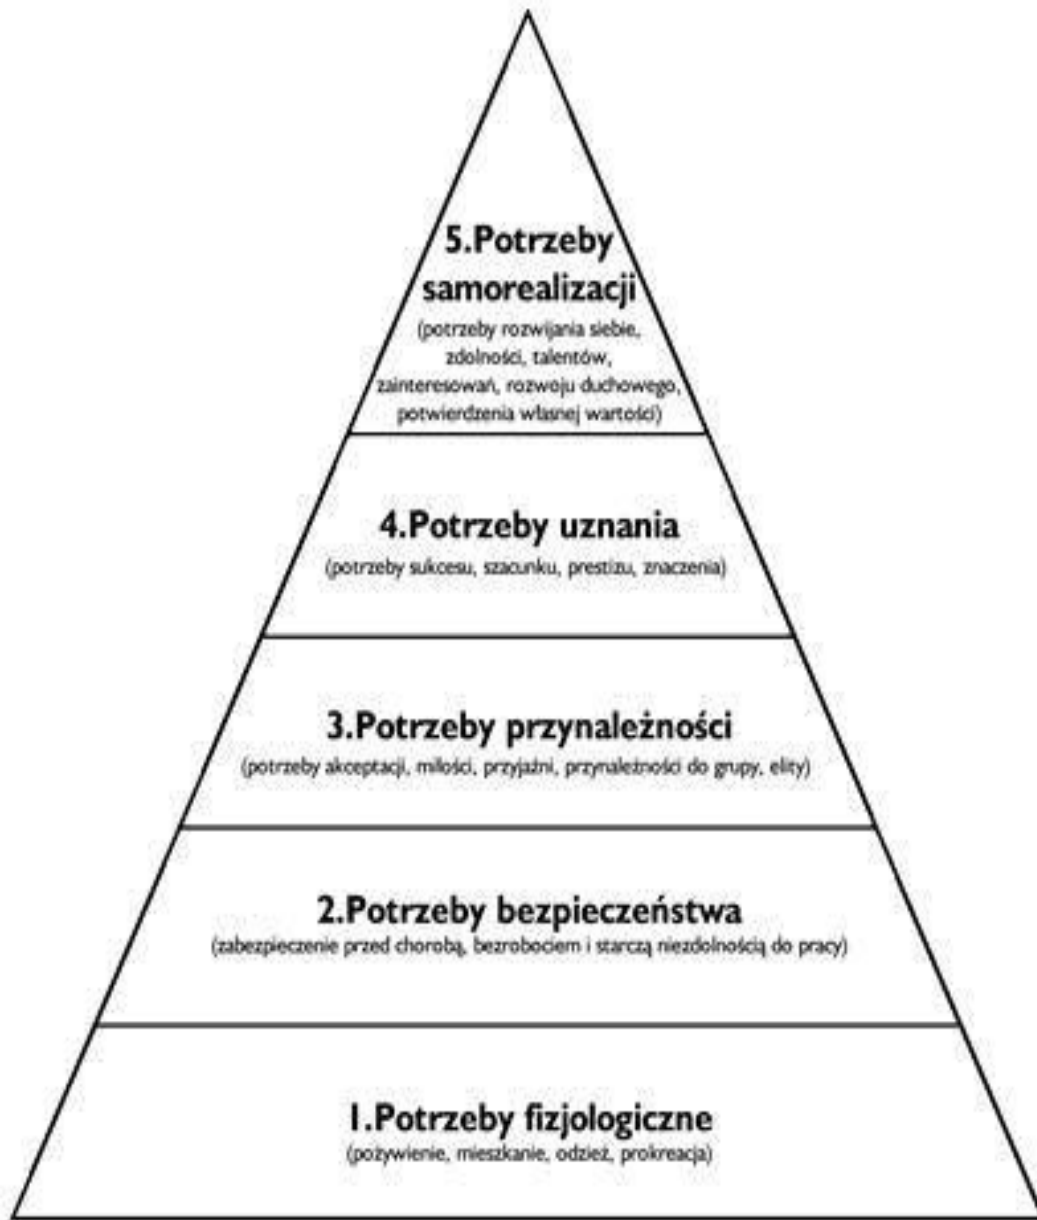 5.Potrzeby
samorealizacji
(potrzeby rozwijania siebie,
zdolności, talentów,
zainteresowań, rozwoju duchowego,
potwierdzenia własnej wartości)
4.Potrzeby uznania
(potrzeby sukcesu, szacunku, prestizu, znaczenia)
3.Potrzeby przynależności
(potrzeby akceptacji, miłości, przyjaźni, przynależności do grupy, elity)
2.Potrzeby bezpieczeństwa
(zabezpieczenie przed chorobą, bezrobociem i starczą niezdolnością do pracy)
1.Potrzeby fizjologiczne
(pożywienie, mieszkanie, odzież, prokreacja)